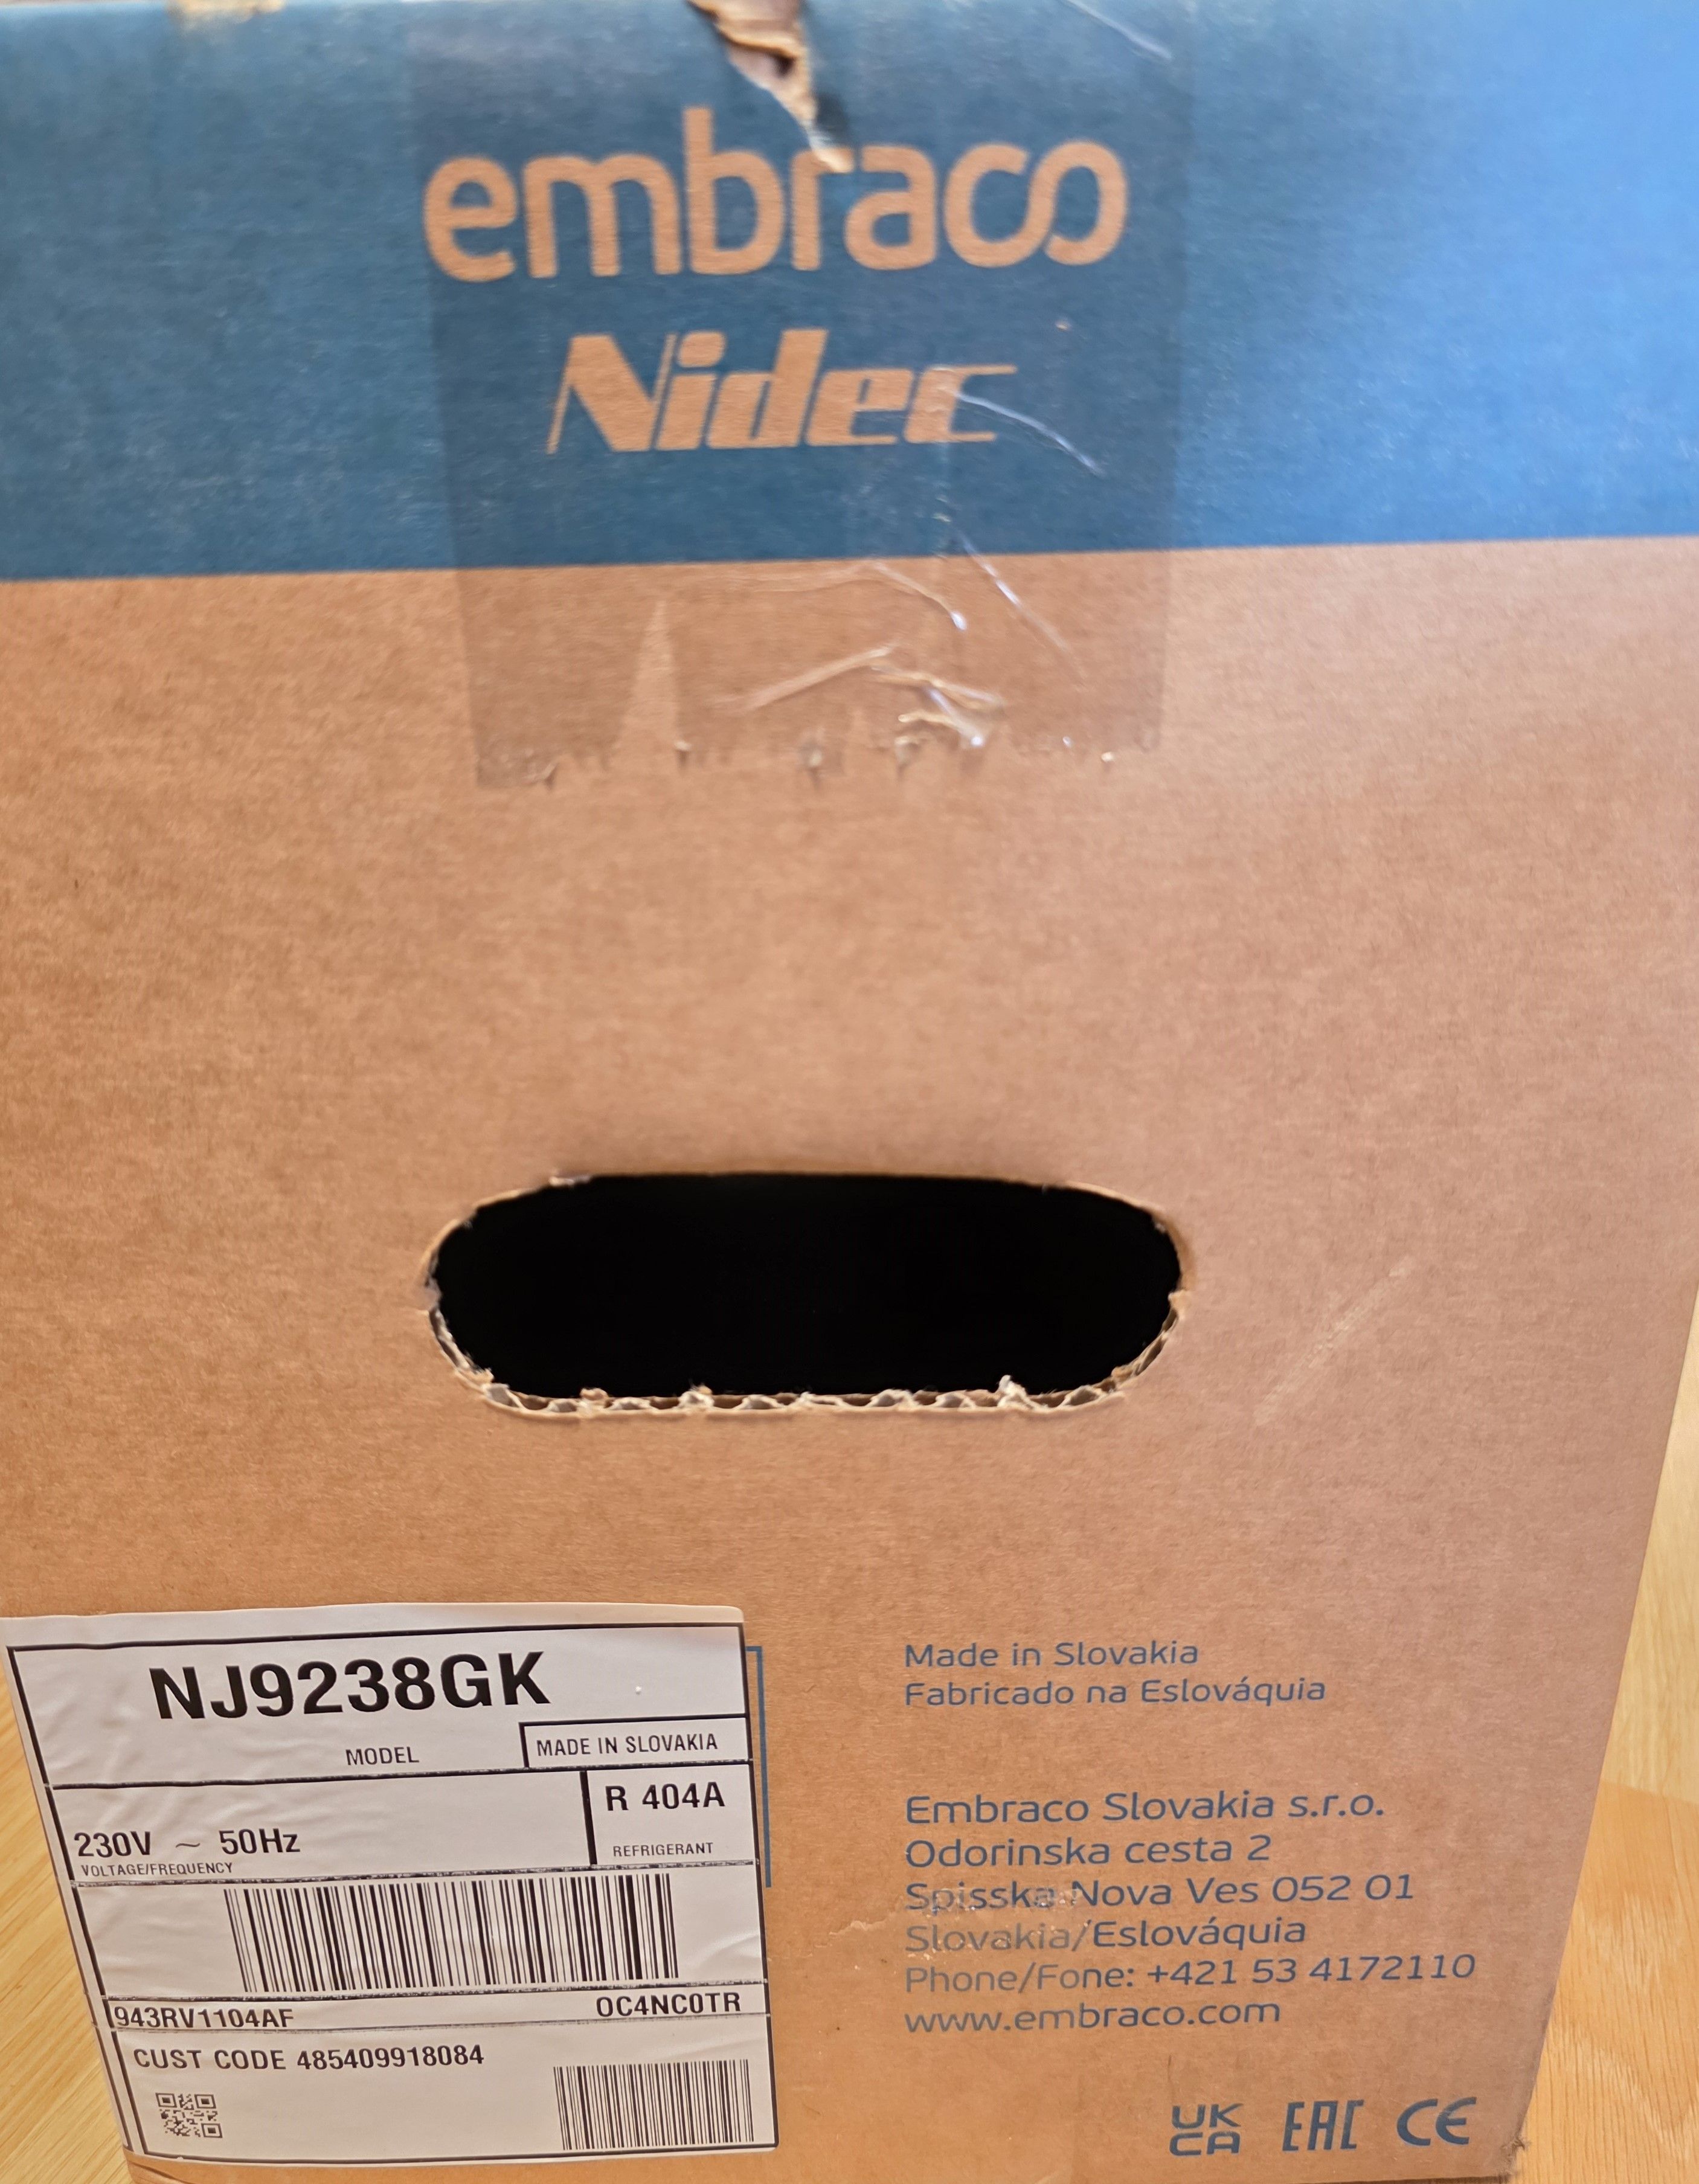 embraco
Nidec
NJ9238GK
MODEL
MADE IN SLOVAKIA
230V ~ 50Hz
VOLTAGE/FREQUENCY
R 404A
REFRIGERANT
943RV1104AF
OC4NC0TR
CUST CODE 485409918084
Made in Slovakia
Fabricado na Eslováquia
Embraco Slovakia s.r.o.
Odorinska cesta 2
Spisska Nova Ves 052 01
Slovakia/Eslováquia
Phone/Fone: +421 53 4172110
www.embraco.com
UK
CA
EAC CE